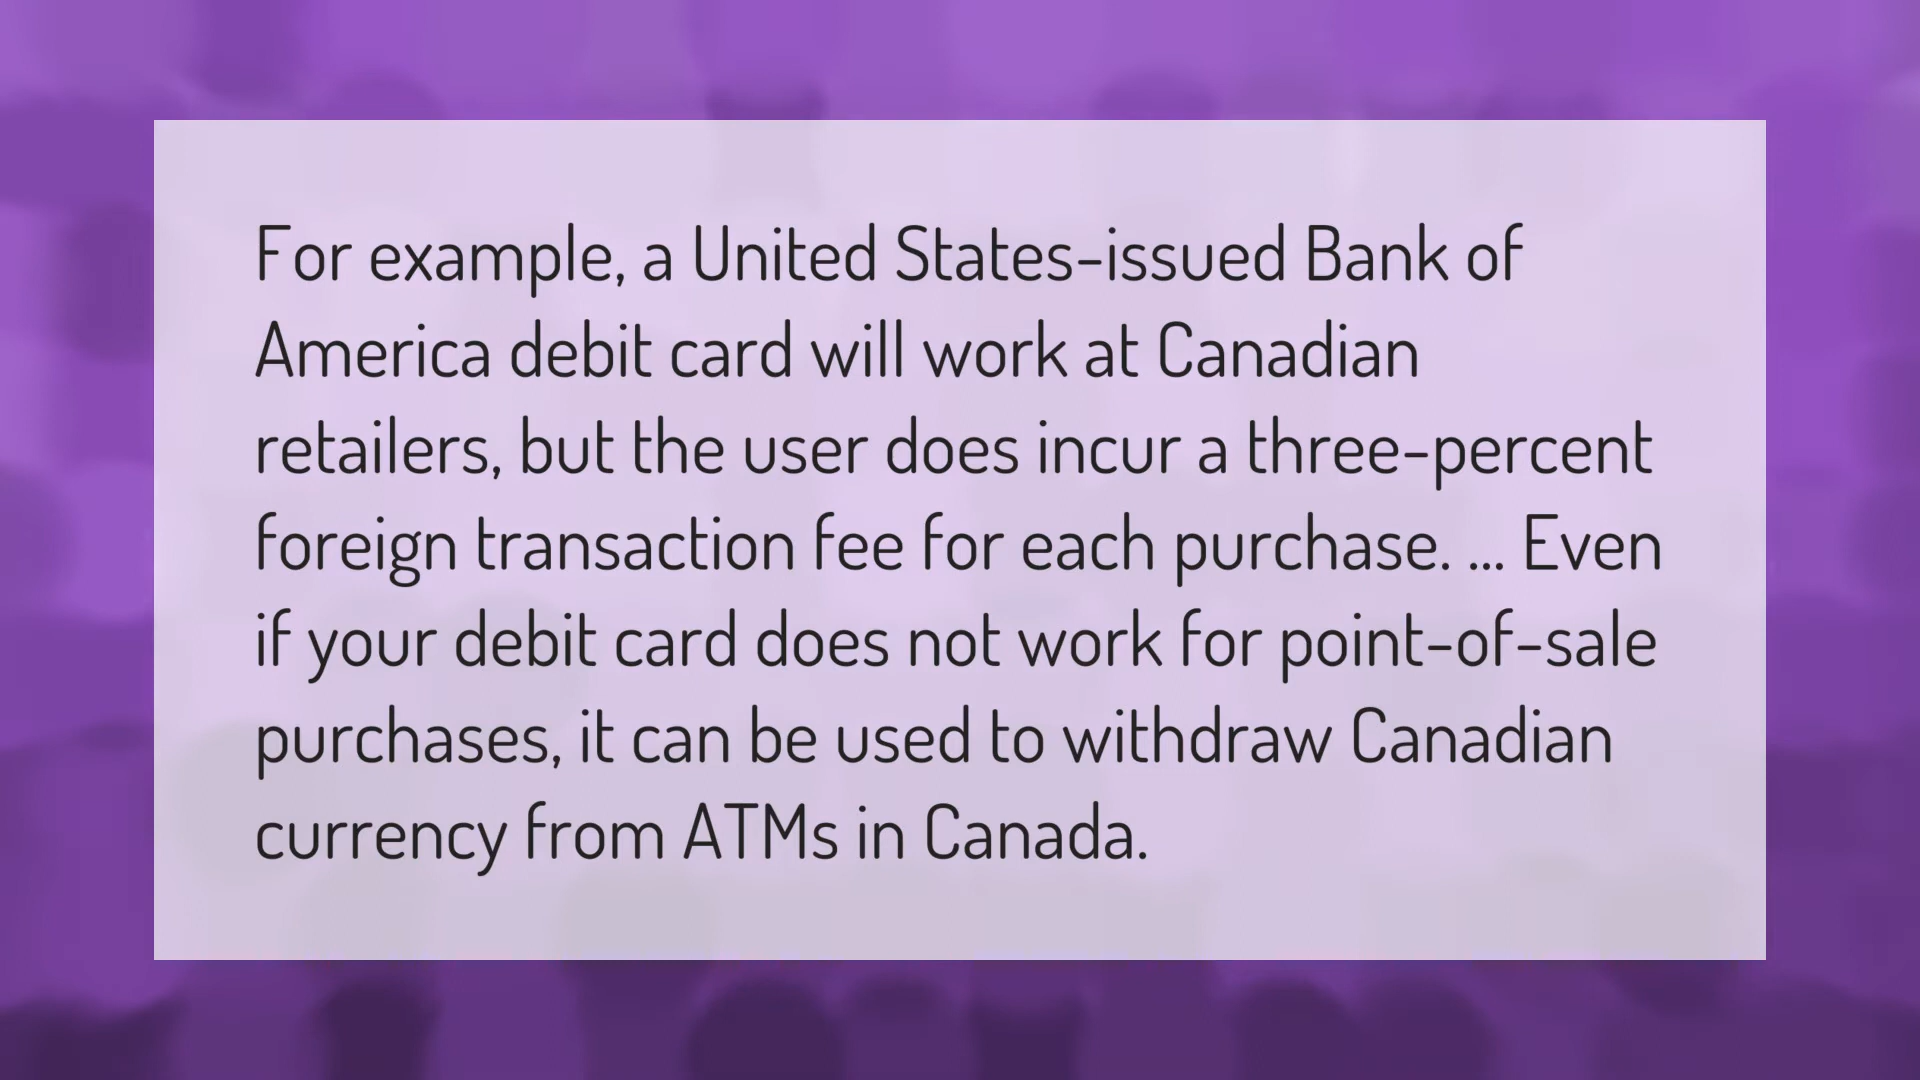 For example, a United States-issued Bank of
America debit card will work at Canadian
retailers, but the user does incur a three-percent
foreign transaction fee for each purchase. ... Even
if your debit card does not work for point-of-sale
purchases, it can be used to withdraw Canadian
currency from ATMs in Canada.